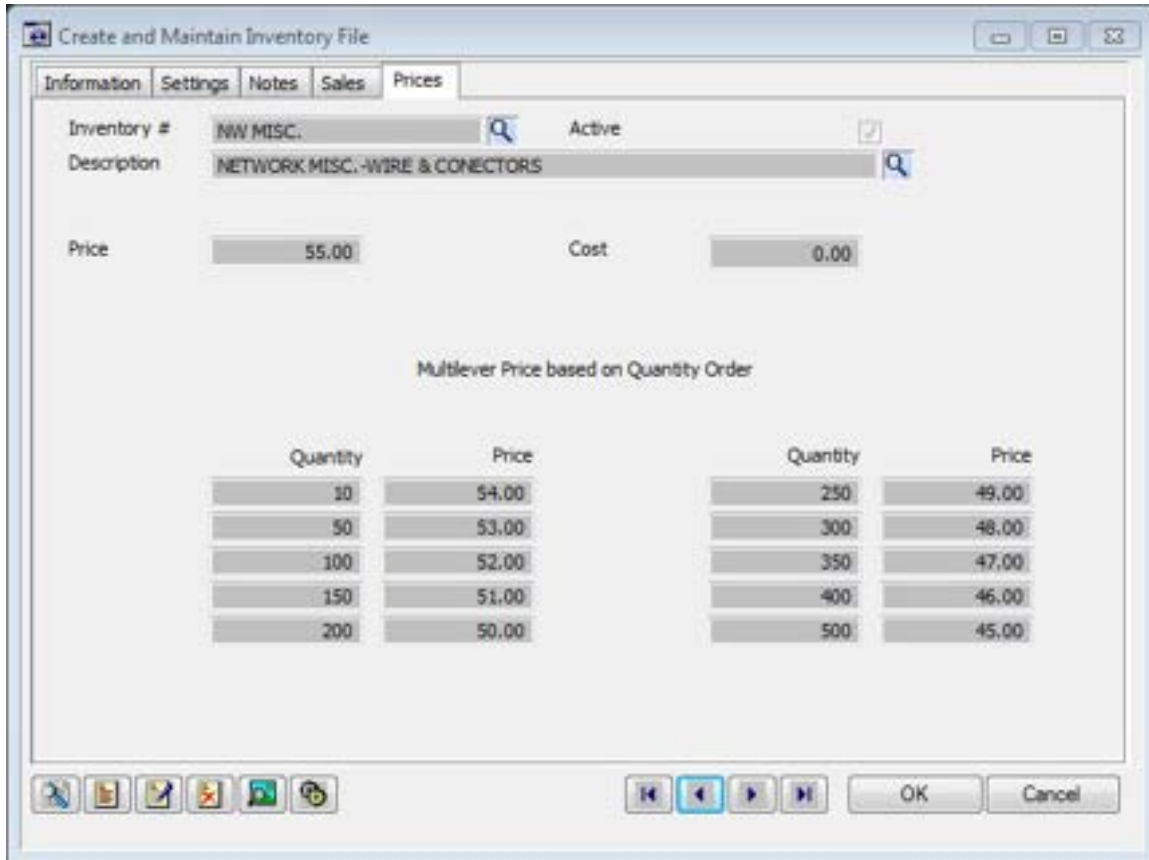 Create and Maintain Inventory File
Information Settings Notes Sales Prices
Inventory # NW MISC. Active
Description NETWORK MISC.-WIRE & CONECTORS
Price 55.00 Cost 0.00
Multilever Price based on Quantity Order
Quantity Price Quantity Price
10 54.00 250 49.00
50 53.00 300 48.00
100 52.00 350 47.00
150 51.00 400 46.00
200 50.00 500 45.00
OK Cancel